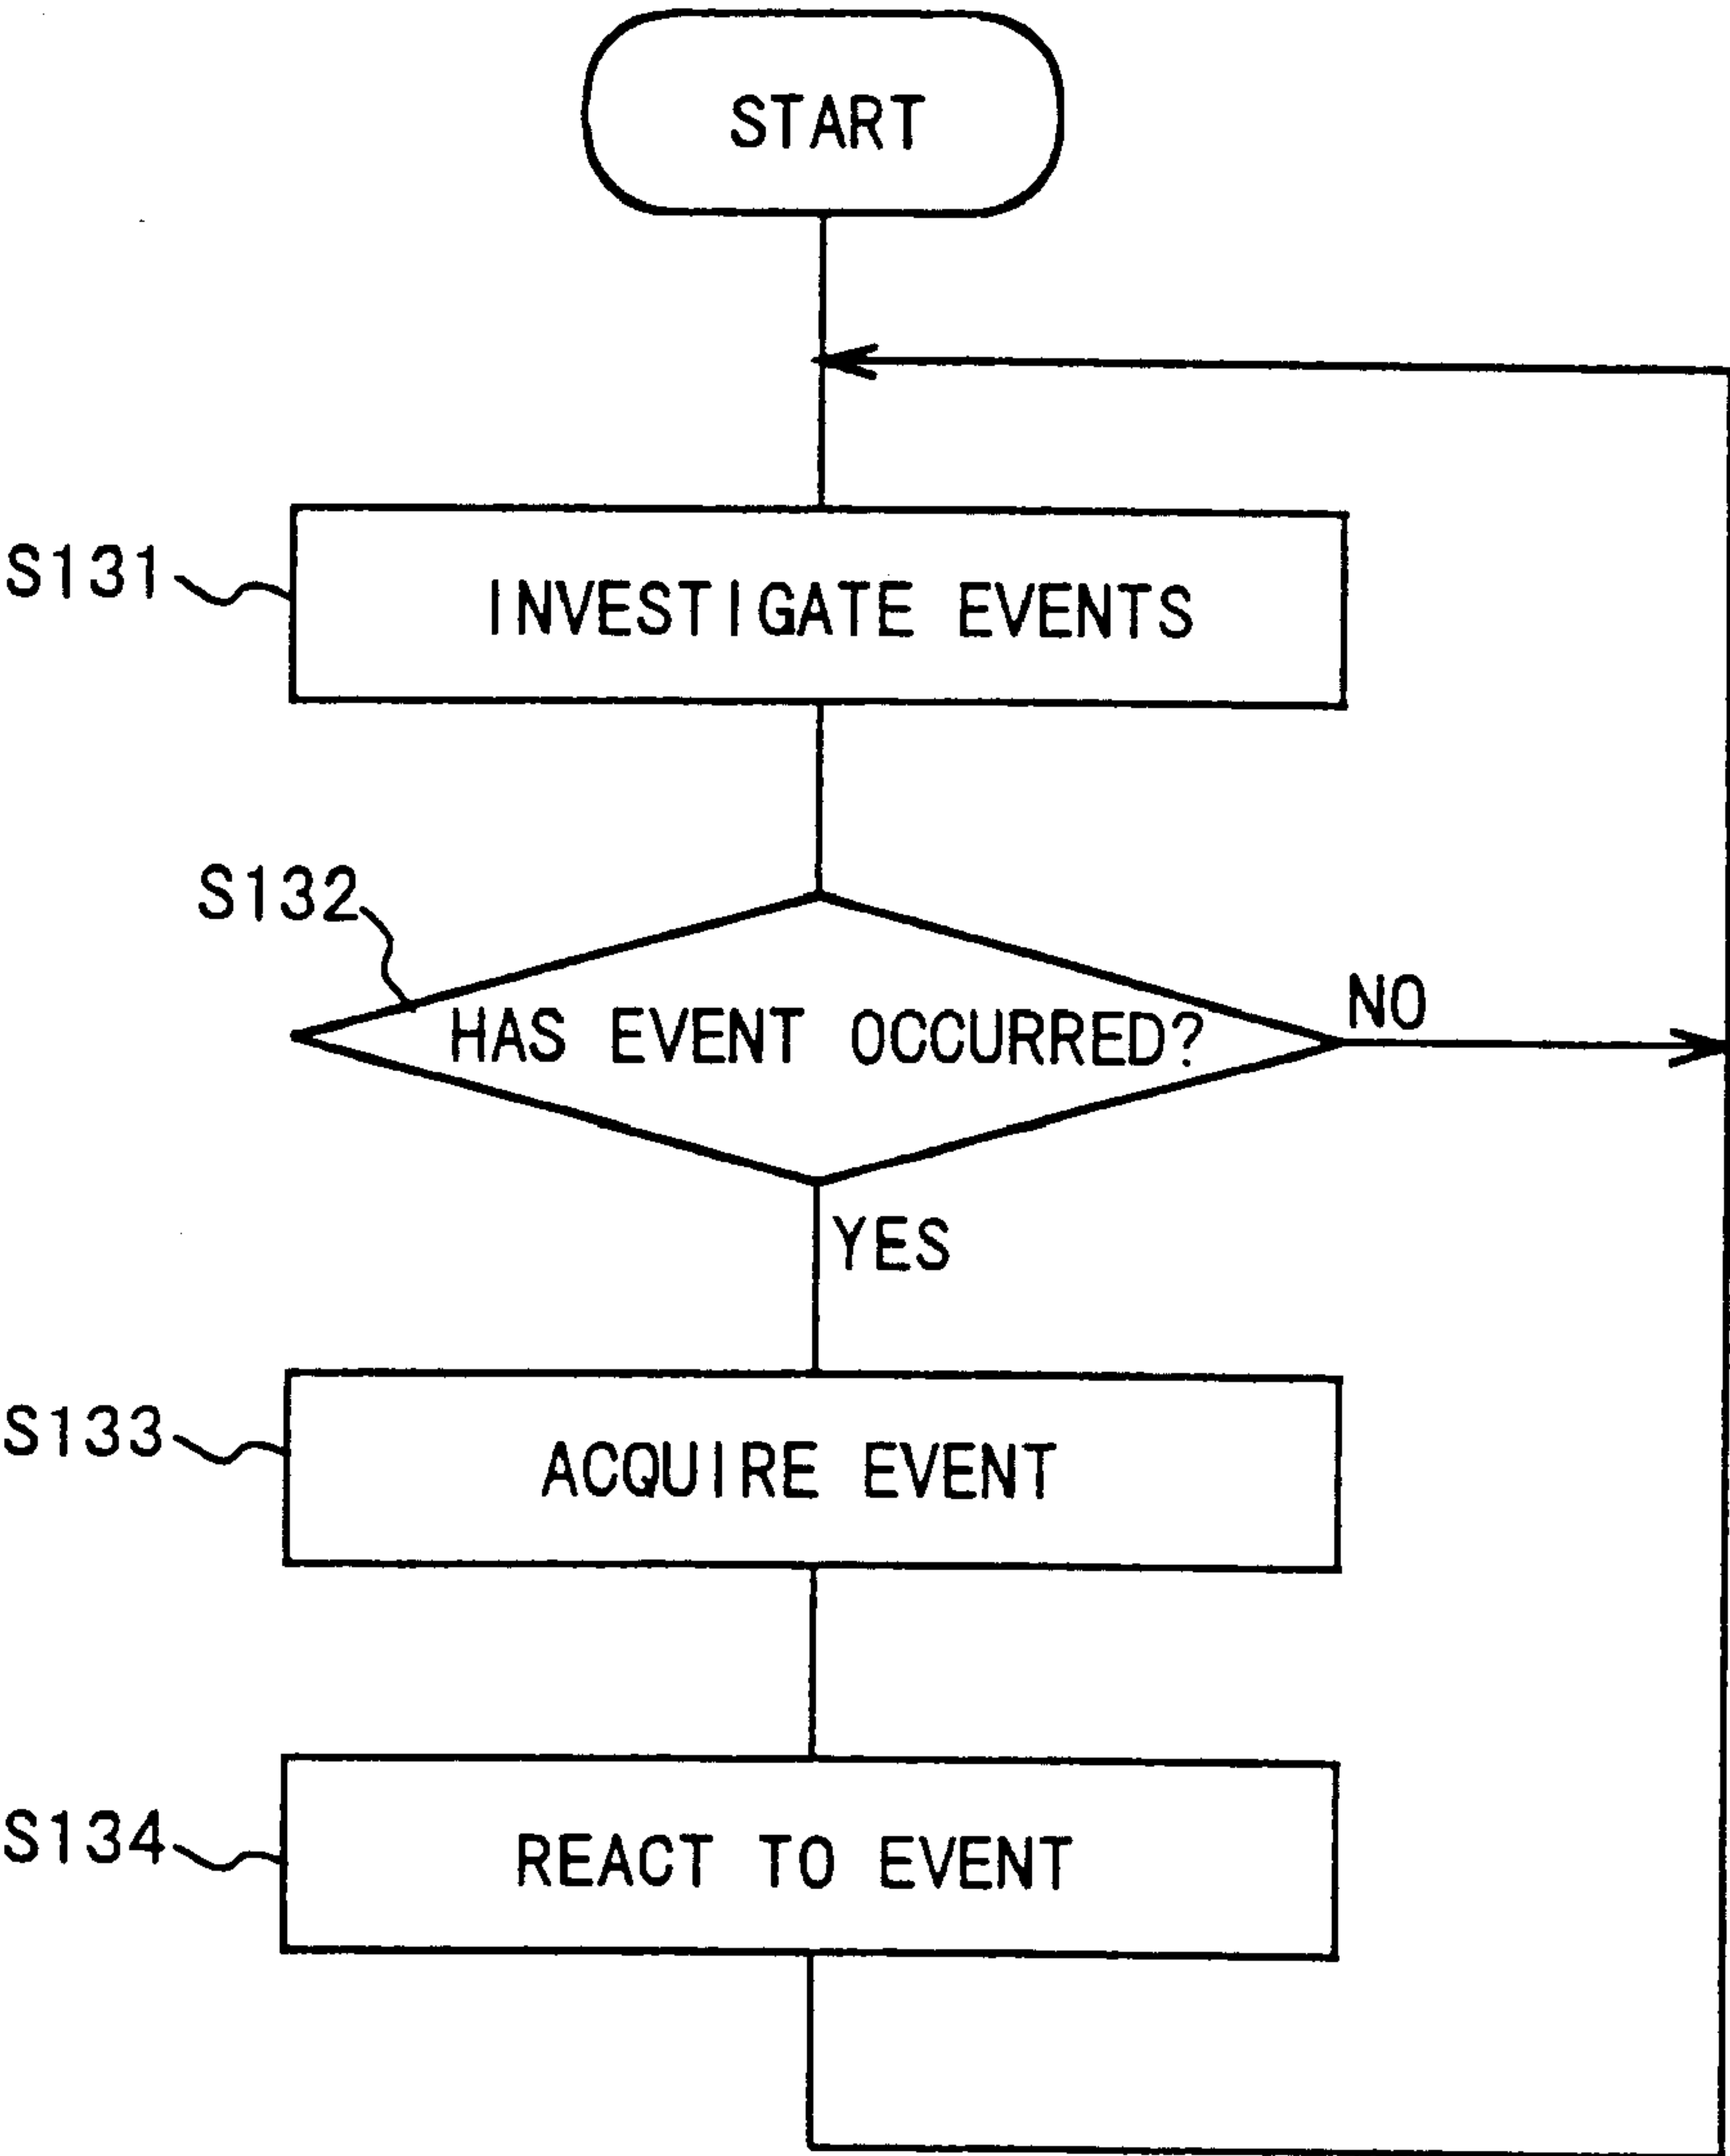 START
S131
INVESTIGATE EVENTS
S132
HAS EVENT OCCURRED?
NO
YES
S133
ACQUIRE EVENT
S134
REACT TO EVENT